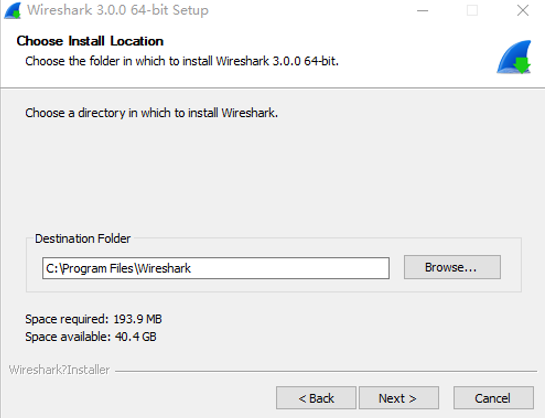 Wireshark 3.0.0 64-bit Setup
Choose Install Location
Choose the folder in which to install Wireshark 3.0.0 64-bit.
Choose a directory in which to install Wireshark.
Destination Folder
C:\Program Files\Wireshark
Browse...
Space required: 193.9 MB
Space available: 40.4 GB
Wireshark?Installer
< Back Next > Cancel